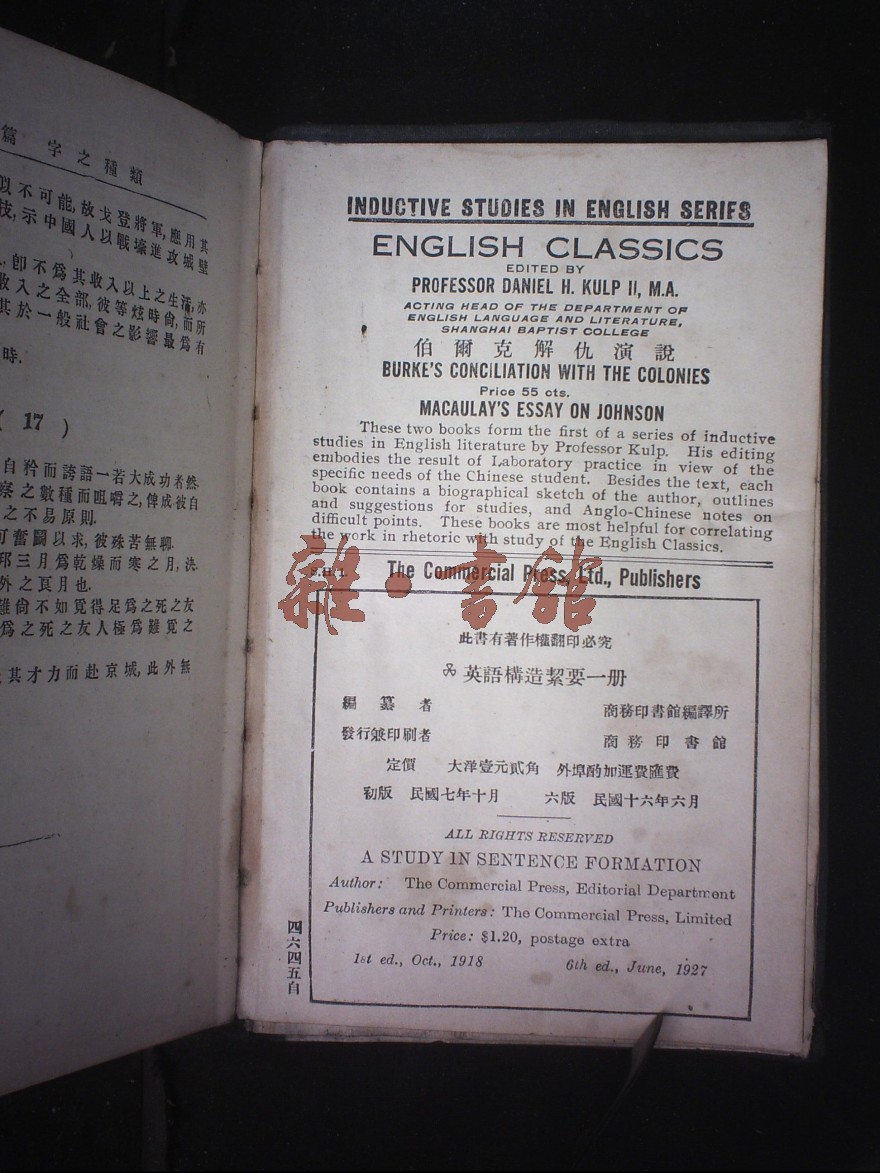 篇 字之種類
似不可能,故戈登將軍,應用其
技,示中國人以戰壕進攻城壁
卽不爲其收入以上之生活,亦
收入之全部,彼等炫時尙,而所
其於一般社會之影響最爲有
時.
( 17 )
自矜而誇語一若大成功者然.
察之數種而咀嚼之,俾成彼自
之不易原則.
可奮鬬以求,彼殊苦無聊.
三月爲乾燥而寒之月,決
外之良月也.
雖尙不如覓得足爲之死之友
爲之死之友人極爲難覓之
其才力而赴京城,此外無
INDUCTIVE STUDIES IN ENGLISH SERIES
ENGLISH CLASSICS
EDITED BY
PROFESSOR DANIEL H. KULP II, M.A.
ACTING HEAD OF THE DEPARTMENT OF
ENGLISH LANGUAGE AND LITERATURE,
SHANGHAI BAPTIST COLLEGE
伯爾克解仇演說
BURKE'S CONCILIATION WITH THE COLONIES
Price 55 cts.
MACAULAY'S ESSAY ON JOHNSON
These two books form the first of a series of inductive
studies in English literature by Professor Kulp. His editing
embodies the result of Laboratory practice in view of the
specific needs of the Chinese student. Besides the text, each
book contains a biographical sketch of the author, outlines
and suggestions for studies, and Anglo-Chinese notes on
difficult points. These books are most helpful for correlating
the work in rhetoric with study of the English Classics.
The Commercial Press, Ltd., Publishers
雜·書館
此書有著作權翻印必究
英語構造絜要一册
編纂者 商務印書館編譯所
發行兼印刷者 商務印書館
定價 大洋壹元貳角 外埠酌加運費匯費
初版 民國七年十月 六版 民國十六年六月
ALL RIGHTS RESERVED
A STUDY IN SENTENCE FORMATION
Author: The Commercial Press, Editorial Department
Publishers and Printers: The Commercial Press, Limited
Price: $1.20, postage extra
1st ed., Oct., 1918 6th ed., June, 1927
四六四五自